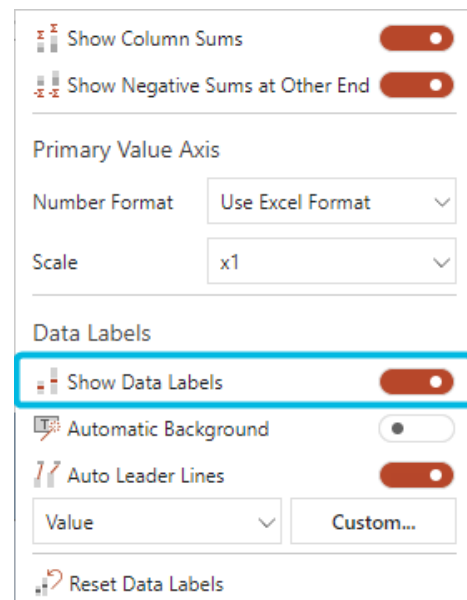 Show Column Sums
Show Negative Sums at Other End
Primary Value Axis
Number Format Use Excel Format
Scale x1
Data Labels
Show Data Labels
Automatic Background
Auto Leader Lines
Value Custom...
Reset Data Labels